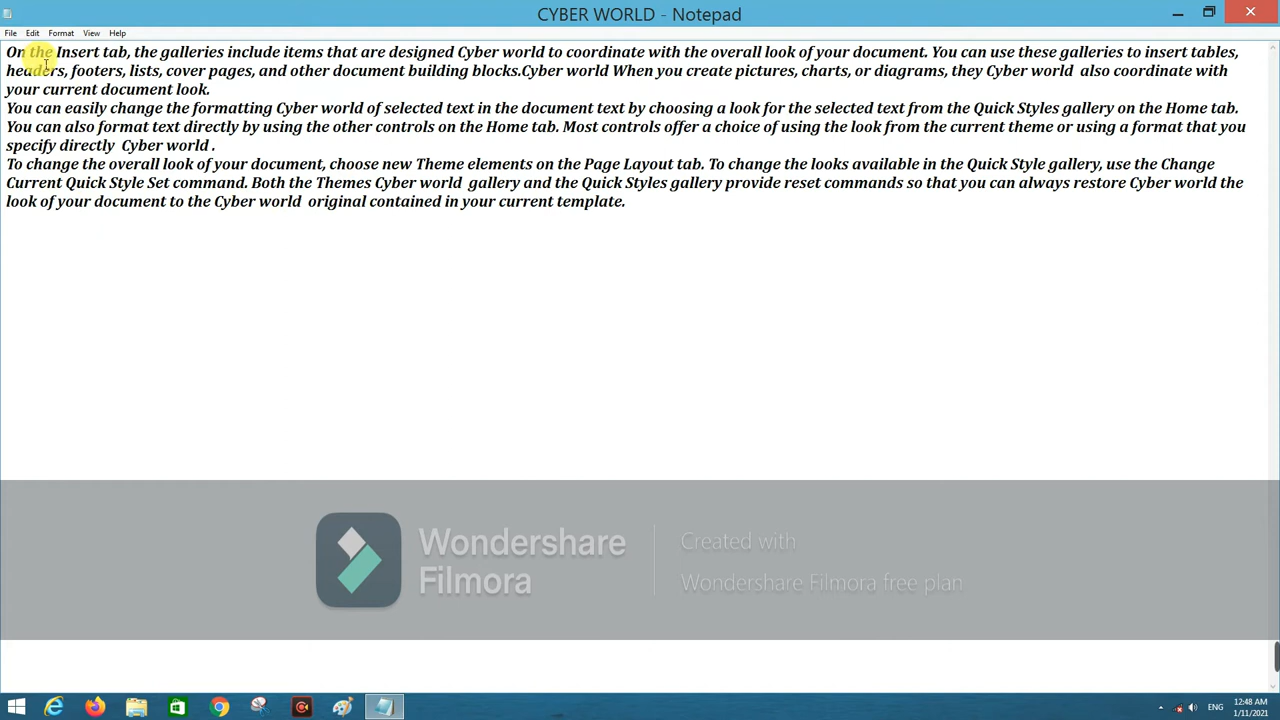 CYBER WORLD - Notepad
File Edit Format View Help
On the Insert tab, the galleries include items that are designed Cyber world to coordinate with the overall look of your document. You can use these galleries to insert tables,
headers, footers, lists, cover pages, and other document building blocks.Cyber world When you create pictures, charts, or diagrams, they Cyber world  also coordinate with
your current document look.
You can easily change the formatting Cyber world of selected text in the document text by choosing a look for the selected text from the Quick Styles gallery on the Home tab.
You can also format text directly by using the other controls on the Home tab. Most controls offer a choice of using the look from the current theme or using a format that you
specify directly  Cyber world .
To change the overall look of your document, choose new Theme elements on the Page Layout tab. To change the looks available in the Quick Style gallery, use the Change
Current Quick Style Set command. Both the Themes Cyber world  gallery and the Quick Styles gallery provide reset commands so that you can always restore Cyber world the
look of your document to the Cyber world  original contained in your current template.
Wondershare
Filmora
Created with
Wondershare Filmora free plan
ENG
12:48 AM
1/11/2021